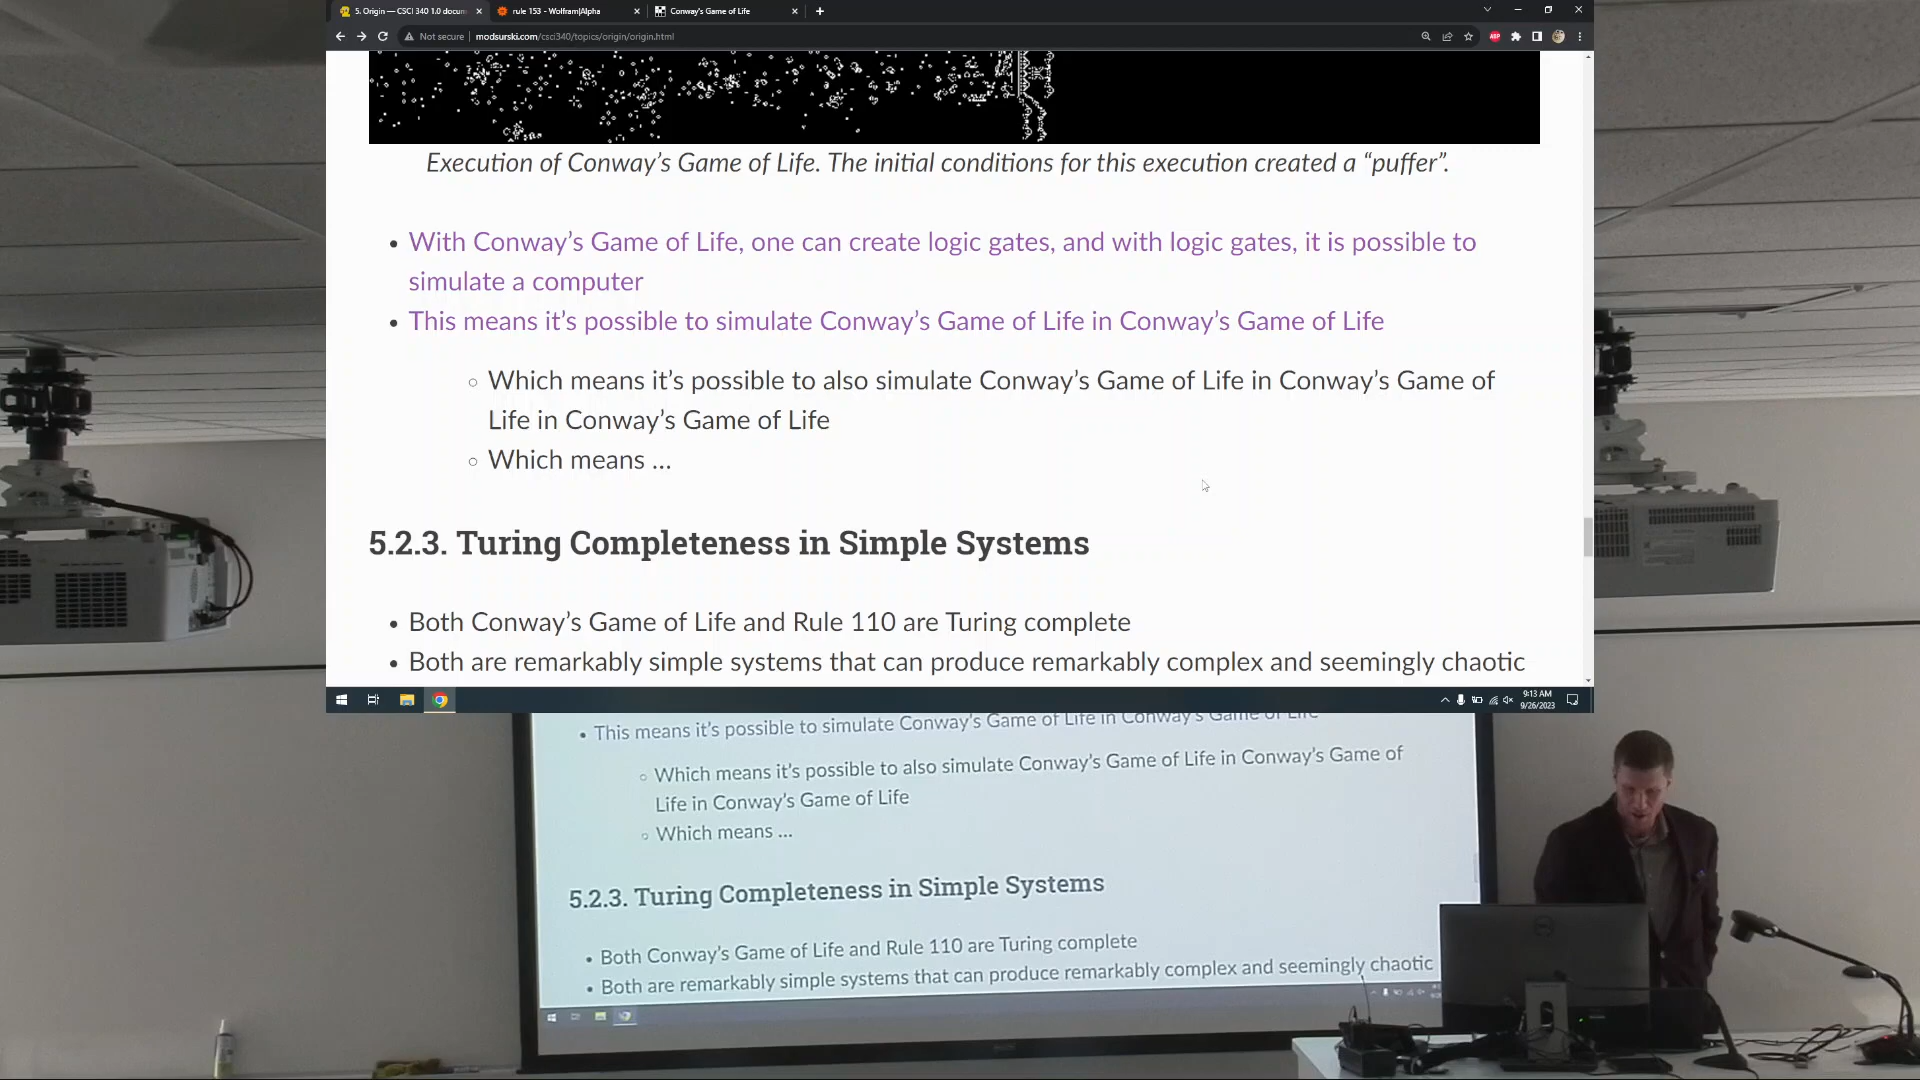 5. Origin — CSCI 340 1.0 docum
rule 153 - Wolfram|Alpha
Conway's Game of Life
Not secure
modsurski.com/csci340/topics/origin/origin.html
ABP
Execution of Conway's Game of Life. The initial conditions for this execution created a “puffer”.
With Conway's Game of Life, one can create logic gates, and with logic gates, it is possible to
simulate a computer
This means it's possible to simulate Conway's Game of Life in Conway's Game of Life
Which means it's possible to also simulate Conway's Game of Life in Conway's Game of
Life in Conway's Game of Life
Which means ...
5.2.3. Turing Completeness in Simple Systems
Both Conway's Game of Life and Rule 110 are Turing complete
Both are remarkably simple systems that can produce remarkably complex and seemingly chaotic
9:13 AM
9/26/2023
This means it's possible to simulate Conway's Game of Life in Conway's Game of Life
Which means it's possible to also simulate Conway's Game of Life in Conway's Game of
Life in Conway's Game of Life
Which means ...
5.2.3. Turing Completeness in Simple Systems
Both Conway's Game of Life and Rule 110 are Turing complete
Both are remarkably simple systems that can produce remarkably complex and seemingly chaotic